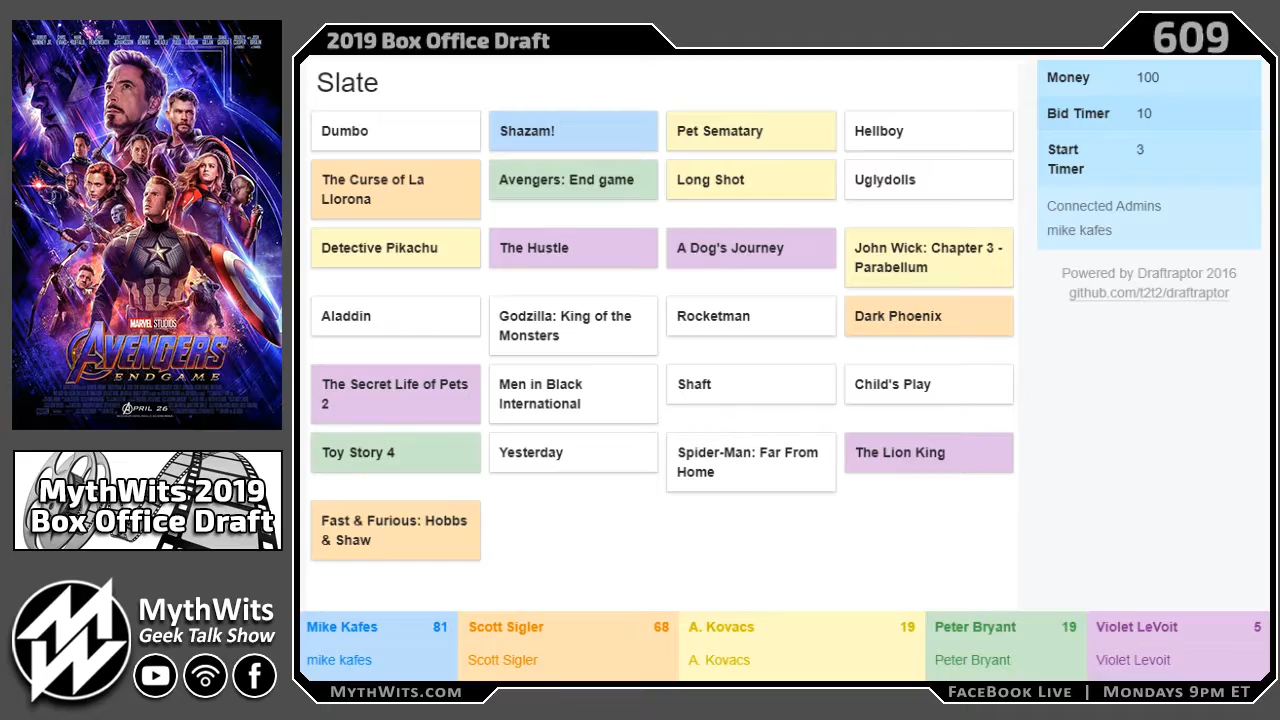 2019 Box Office Draft
609
Slate
Dumbo
Shazam!
Pet Sematary
Hellboy
The Curse of La
Llorona
Avengers: End game
Long Shot
Uglydolls
Detective Pikachu
The Hustle
A Dog's Journey
John Wick: Chapter 3 -
Parabellum
Aladdin
Godzilla: King of the
Monsters
Rocketman
Dark Phoenix
The Secret Life of Pets
2
Men in Black
International
Shaft
Child's Play
Toy Story 4
Yesterday
Spider-Man: Far From
Home
The Lion King
Fast & Furious: Hobbs
& Shaw
Money 100
Bid Timer 10
Start
Timer
3
Connected Admins
mike kafes
Powered by Draftraptor 2016
github.com/t2t2/draftraptor
MARVEL STUDIOS
AVENGERS
ENDGAME
APRIL 26
MythWits 2019
Box Office Draft
MythWits
Geek Talk Show
Mike Kafes 81
mike kafes
Scott Sigler 68
Scott Sigler
A. Kovacs 19
A. Kovacs
Peter Bryant 19
Peter Bryant
Violet LeVoit 5
Violet Levoit
MythWits.com
FaceBook Live | Mondays 9pm ET